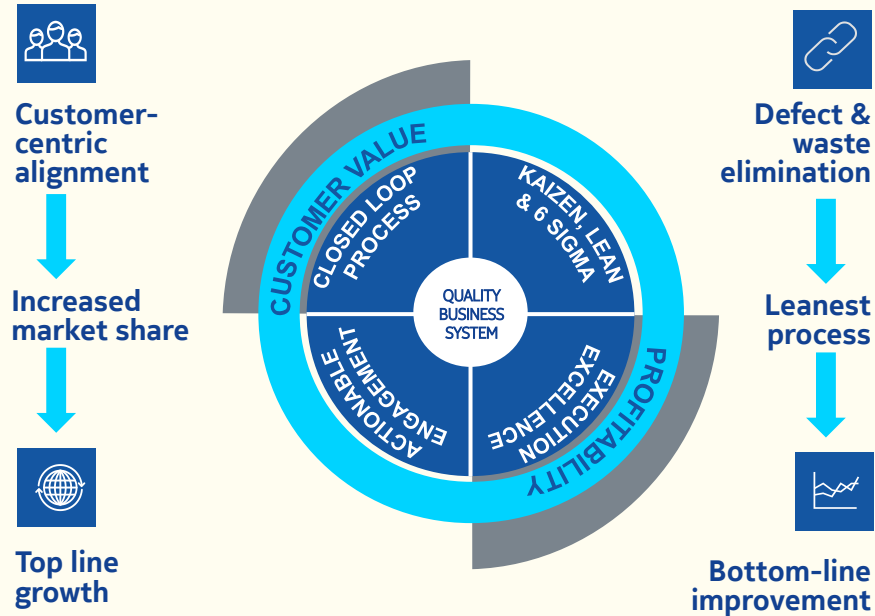 Customer-
centric
alignment
Increased
market share
Top line
growth
CUSTOMER VALUE
CLOSED LOOP
PROCESS
KAIZEN, LEAN
& 6 SIGMA
QUALITY
BUSINESS
SYSTEM
ACTIONABLE
ENGAGEMENT
EXECUTION
EXCELLENCE
PROFITABILITY
Defect &
waste
elimination
Leanest
process
Bottom-line
improvement